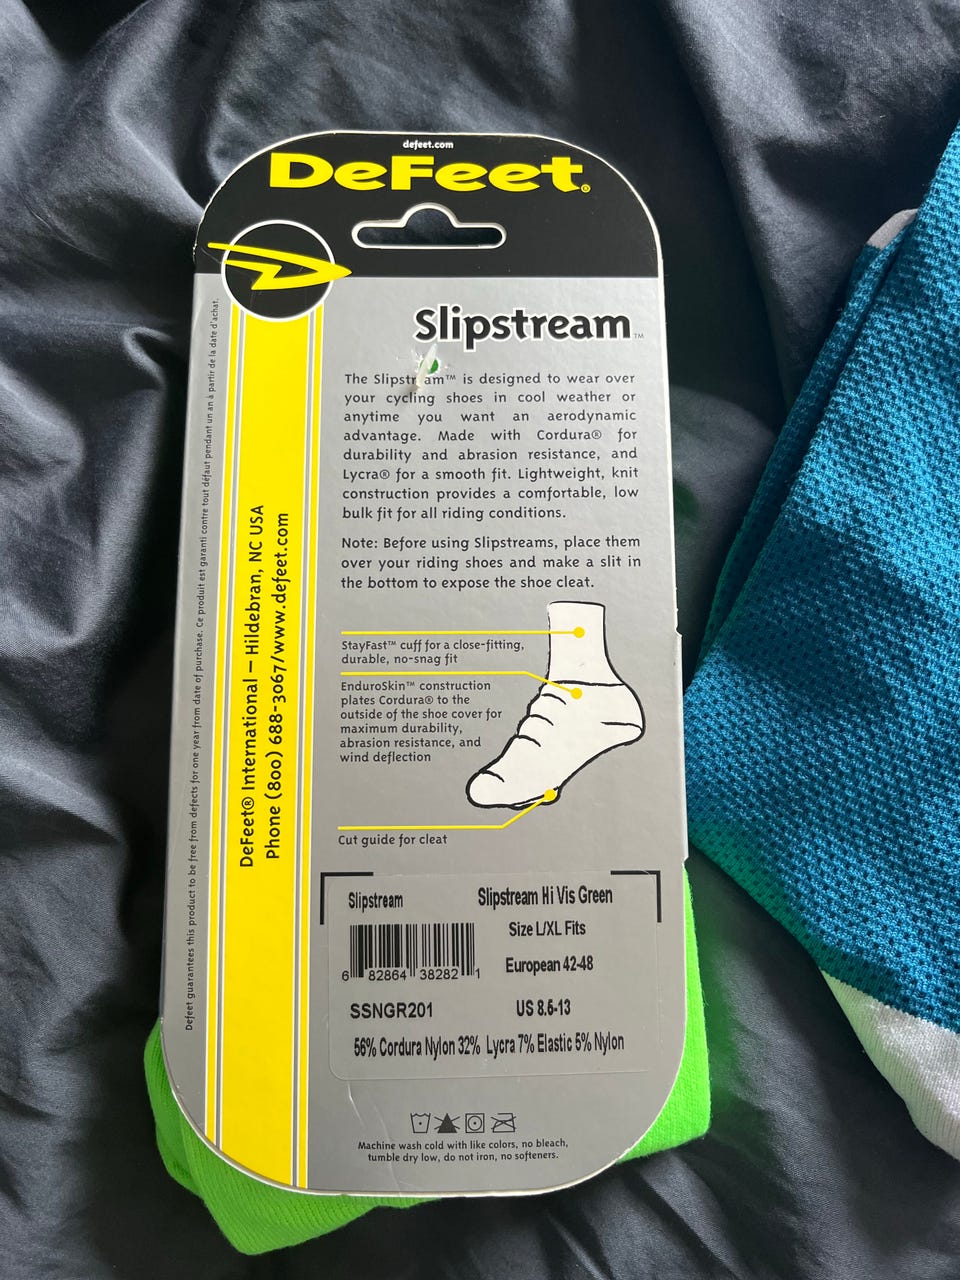 defeet.com
DeFeet®
Slipstream™
The Slipstream™ is designed to wear over
your cycling shoes in cool weather or
anytime you want an aerodynamic
advantage. Made with Cordura® for
durability and abrasion resistance, and
Lycra® for a smooth fit. Lightweight, knit
construction provides a comfortable, low
bulk fit for all riding conditions.
Note: Before using Slipstreams, place them
over your riding shoes and make a slit in
the bottom to expose the shoe cleat.
StayFast™ cuff for a close-fitting,
durable, no-snag fit
EnduroSkin™ construction
plates Cordura® to the
outside of the shoe cover for
maximum durability,
abrasion resistance, and
wind deflection
Cut guide for cleat
Slipstream
Slipstream Hi Vis Green
Size L/XL Fits
European 42-48
6 82864 38282 1
SSNGR201
US 8.5-13
56% Cordura Nylon 32% Lycra 7% Elastic 5% Nylon
Machine wash cold with like colors, no bleach,
tumble dry low, do not iron, no softeners.
DeFeet® International – Hildebran, NC USA
Phone (800) 688-3067/www.defeet.com
Defeet guarantees this product to be free from defects for one year from date of purchase. Ce produit est garanti contre tout défaut pendant un an à partir de la date d'achat.